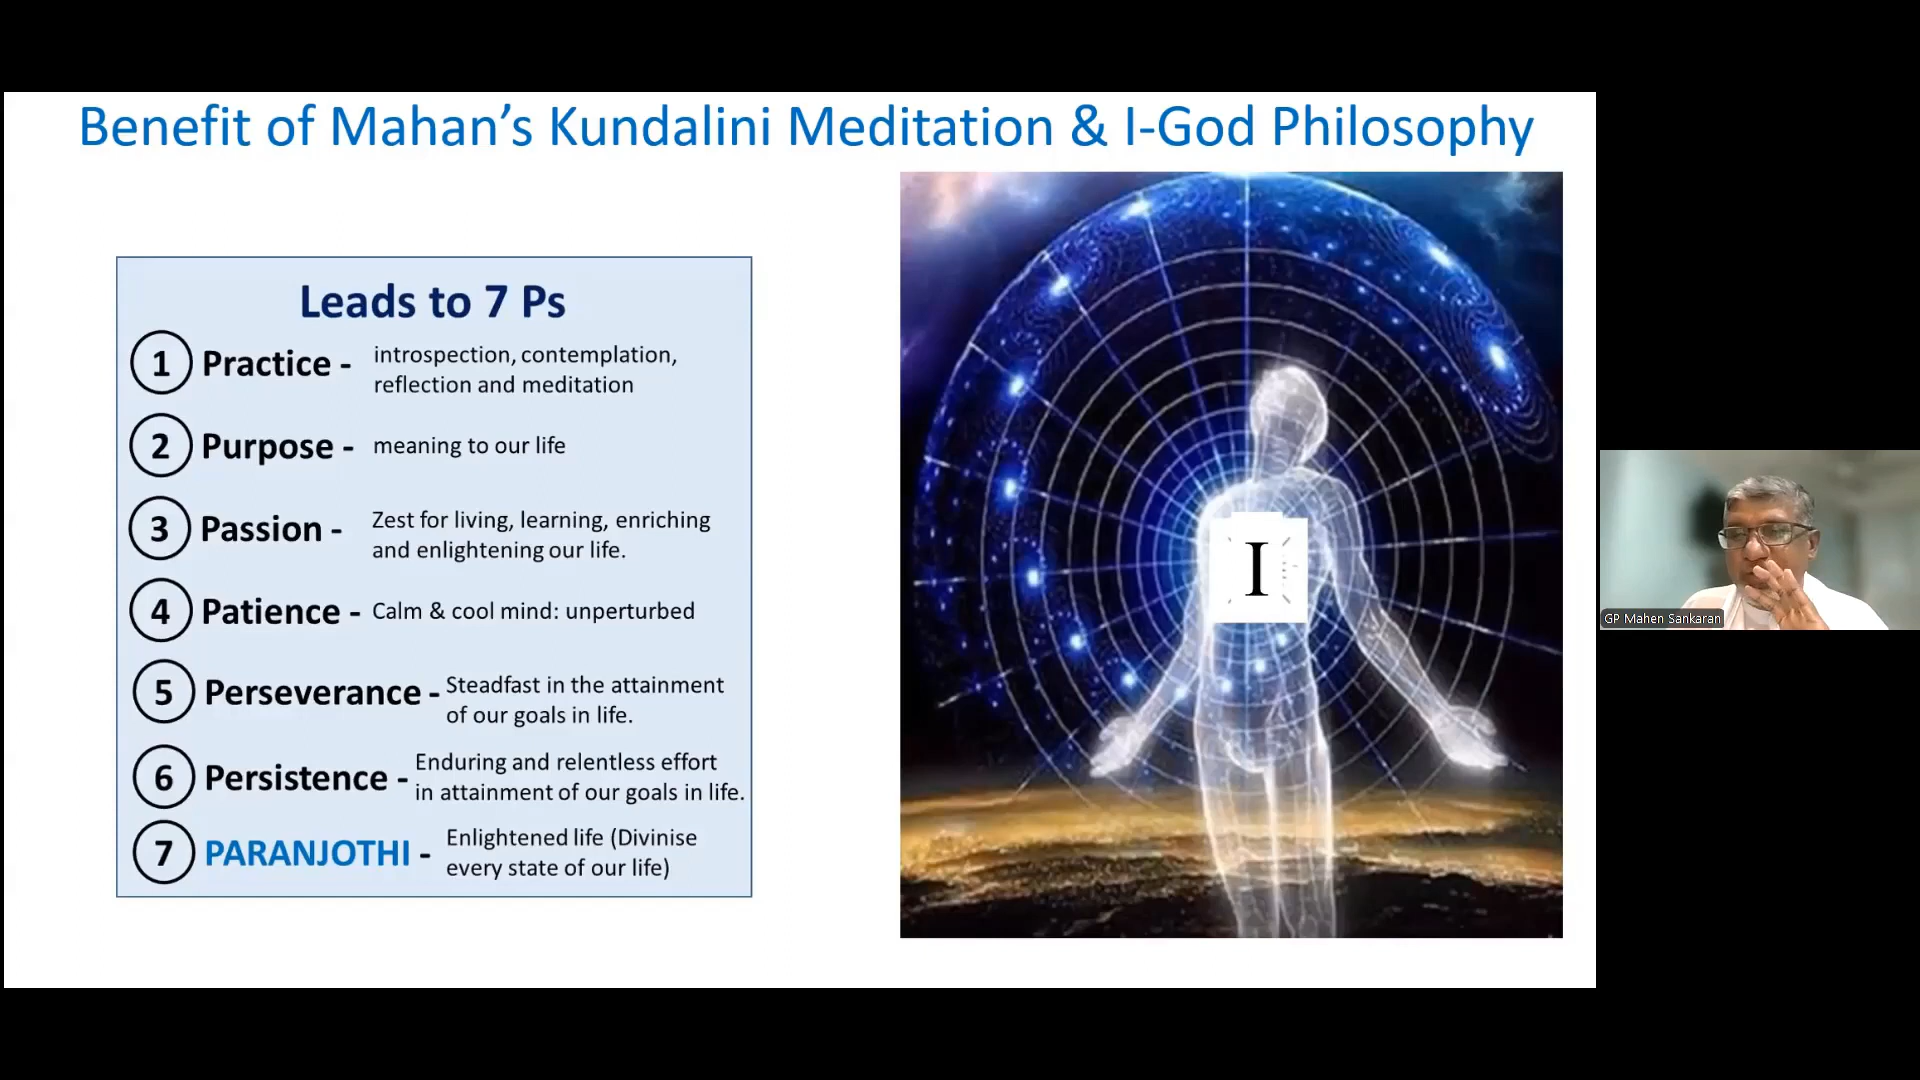 Benefit of Mahan’s Kundalini Meditation & I-God Philosophy
Leads to 7 Ps
1 Practice - introspection, contemplation,
reflection and meditation
2 Purpose - meaning to our life
3 Passion - Zest for living, learning, enriching
and enlightening our life.
4 Patience - Calm & cool mind: unperturbed
5 Perseverance - Steadfast in the attainment
of our goals in life.
6 Persistence - Enduring and relentless effort
in attainment of our goals in life.
7 PARANJOTHI - Enlightened life (Divinise
every state of our life)
I
GP Mahen Sankaran